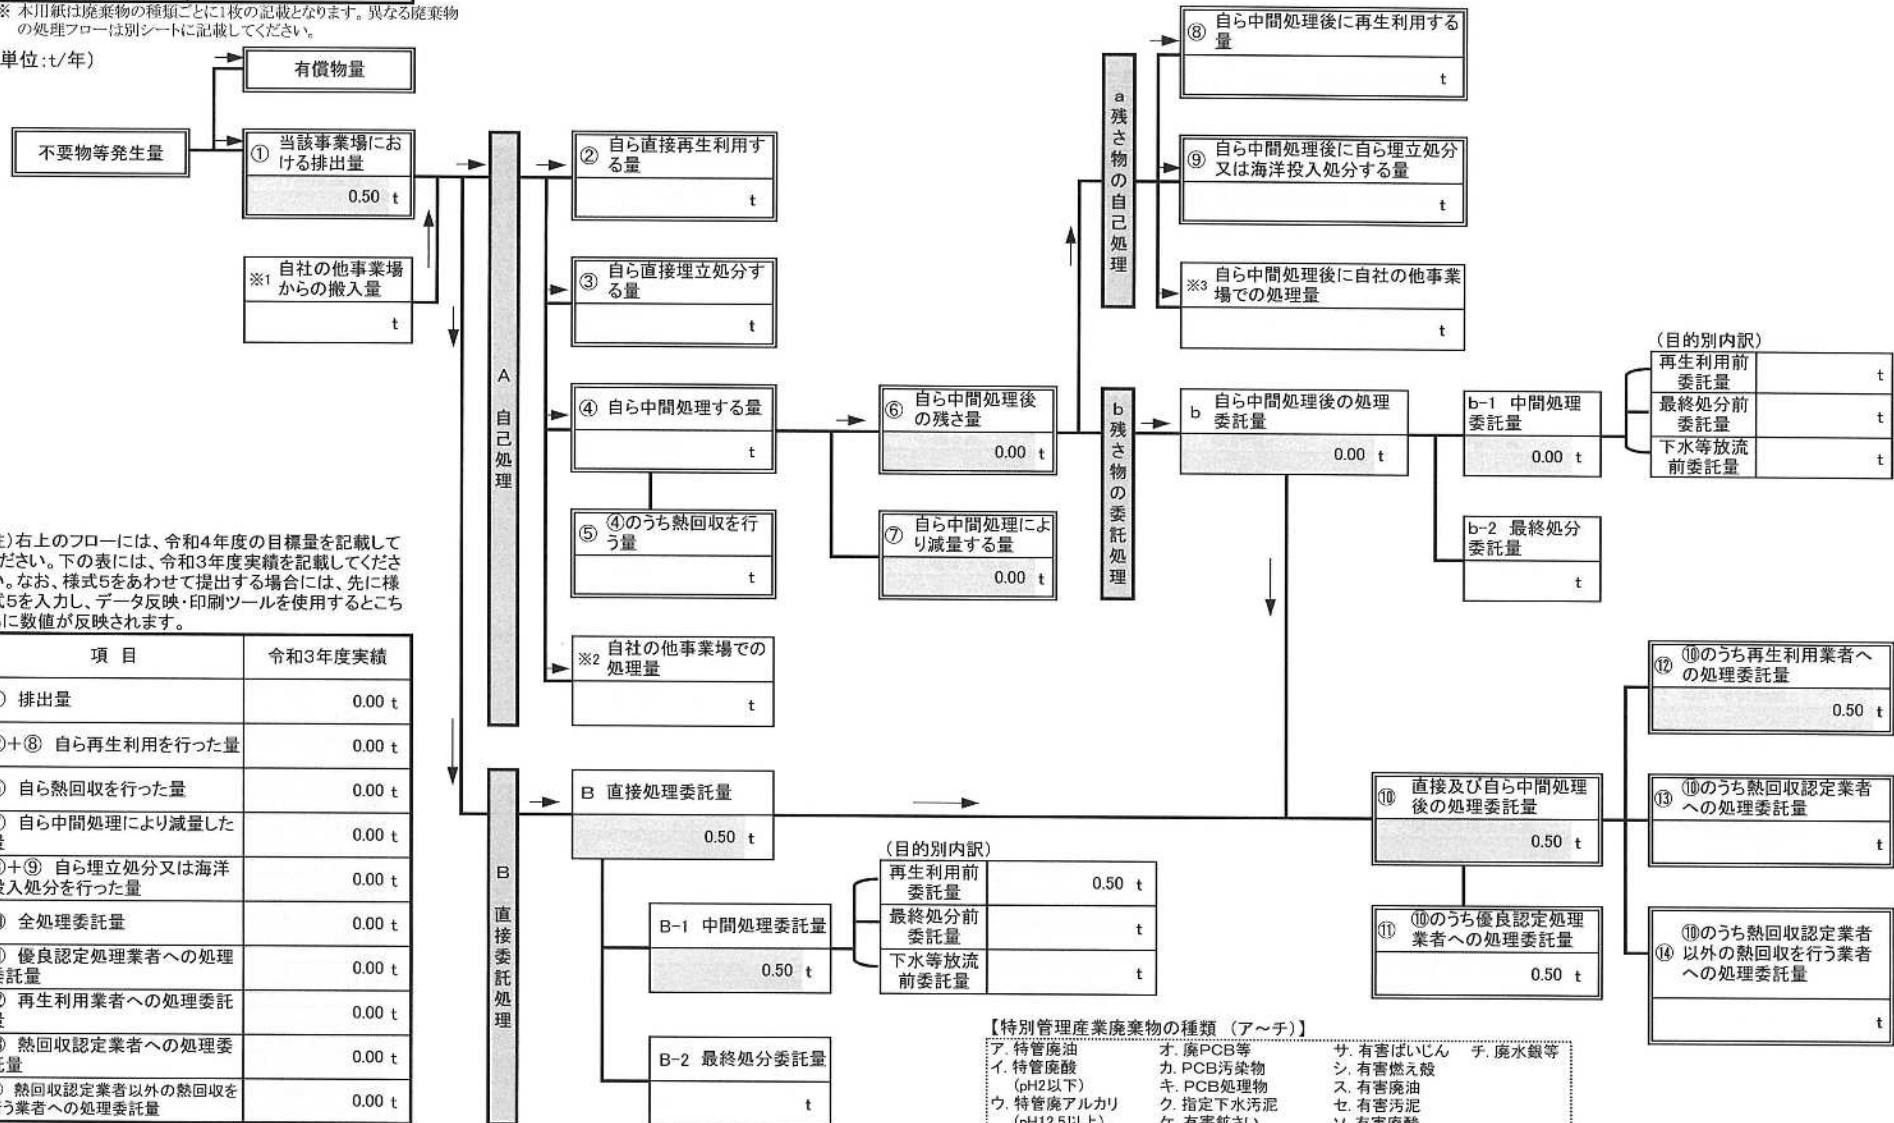 ※ 本用紙は廃棄物の種類ごとに1枚の記載となります。異なる廃棄物
の処理フローは別シートに記載してください。
単位:t/年)
有償物量
不要物等発生量
① 当該事業場にお
ける排出量
0.50 t
※1 自社の他事業場
からの搬入量
t
A 自己処理
② 自ら直接再生利用す
る量
t
③ 自ら直接埋立処分す
る量
t
④ 自ら中間処理する量
t
⑤ ④のうち熱回収を行
う量
t
※2 自社の他事業場での
処理量
t
⑥ 自ら中間処理後
の残さ量
0.00 t
⑦ 自ら中間処理によ
り減量する量
0.00 t
a 残さ物の自己処理
⑧ 自ら中間処理後に再生利用する
量
t
⑨ 自ら中間処理後に自ら埋立処分
又は海洋投入処分する量
t
※3 自ら中間処理後に自社の他事業
場での処理量
t
b 残さ物の委託処理
b 自ら中間処理後の処理
委託量
0.00 t
b-1 中間処理
委託量
0.00 t
(目的別内訳)
再生利用前
委託量
t
最終処分前
委託量
t
下水等放流
前委託量
t
b-2 最終処分
委託量
t
注)右上のフローには、令和4年度の目標量を記載して
ください。下の表には、令和3年度実績を記載してくださ
い。なお、様式5をあわせて提出する場合には、先に様
式5を入力し、データ反映・印刷ツールを使用するとこち
らに数値が反映されます。
項 目 令和3年度実績
排出量 0.00 t
+⑧ 自ら再生利用を行った量 0.00 t
自ら熱回収を行った量 0.00 t
自ら中間処理により減量した
量 0.00 t
+⑨ 自ら埋立処分又は海洋
投入処分を行った量 0.00 t
全処理委託量 0.00 t
優良認定処理業者への処理
委託量 0.00 t
再生利用業者への処理委託
量 0.00 t
熱回収認定業者への処理委
託量 0.00 t
熱回収認定業者以外の熱回収を
行う業者への処理委託量 0.00 t
B 直接委託処理
B 直接処理委託量
0.50 t
B-1 中間処理委託量
0.50 t
(目的別内訳)
再生利用前
委託量
0.50 t
最終処分前
委託量
t
下水等放流
前委託量
t
B-2 最終処分委託量
t
⑩ 直接及び自ら中間処理
後の処理委託量
0.50 t
⑪ ⑩のうち優良認定処理
業者への処理委託量
0.50 t
⑫ ⑩のうち再生利用業者へ
の処理委託量
0.50 t
⑬ ⑩のうち熱回収認定業者
への処理委託量
t
⑭ ⑩のうち熱回収認定業者
以外の熱回収を行う業者
への処理委託量
t
【特別管理産業廃棄物の種類 (ア～チ)】
ア. 特管廃油 オ. 廃PCB等 サ. 有害ばいじん チ. 廃水銀等
イ. 特管廃酸 カ. PCB汚染物 シ. 有害燃え殻
(pH2以下) キ. PCB処理物 ス. 有害廃油
ウ. 特管廃アルカリ ク. 指定下水汚泥 セ. 有害汚泥
(pH12.5以上) ケ. 有害鉱さい ソ. 有害廃酸